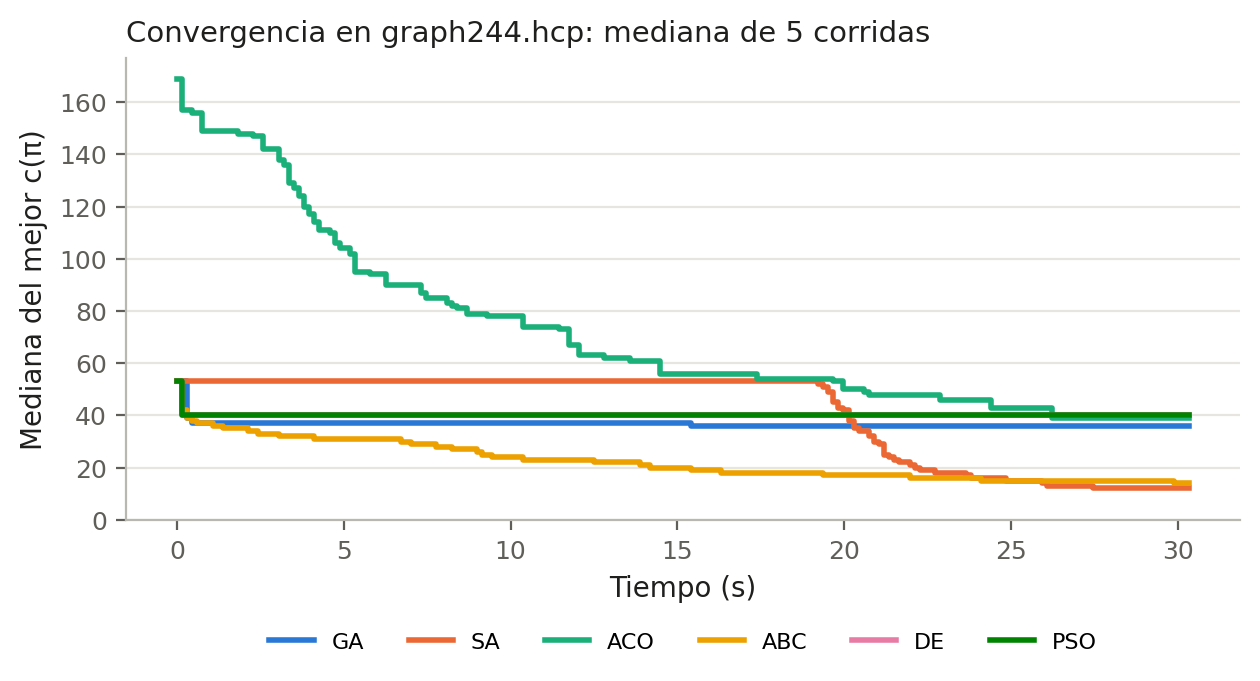 Convergencia en graph244.hcp: mediana de 5 corridas
Mediana del mejor c(π)
160
140
120
100
80
60
40
20
0
0 5 10 15 20 25 30
Tiempo (s)
GA SA ACO ABC DE PSO